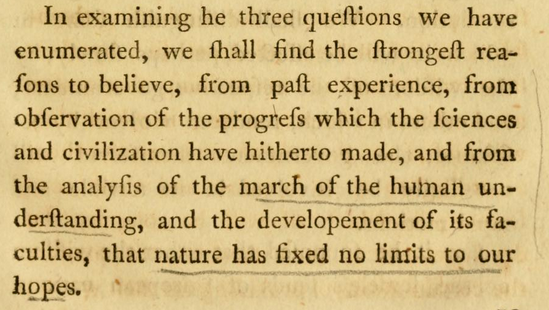 In examining he three queſtions we have
enumerated, we ſhall find the ſtrongeſt rea-
ſons to believe, from paſt experience, from
obſervation of the progreſs which the ſciences
and civilization have hitherto made, and from
the analyſis of the march of the human un-
derſtanding, and the developement of its fa-
culties, that nature has fixed no limits to our
hopes.